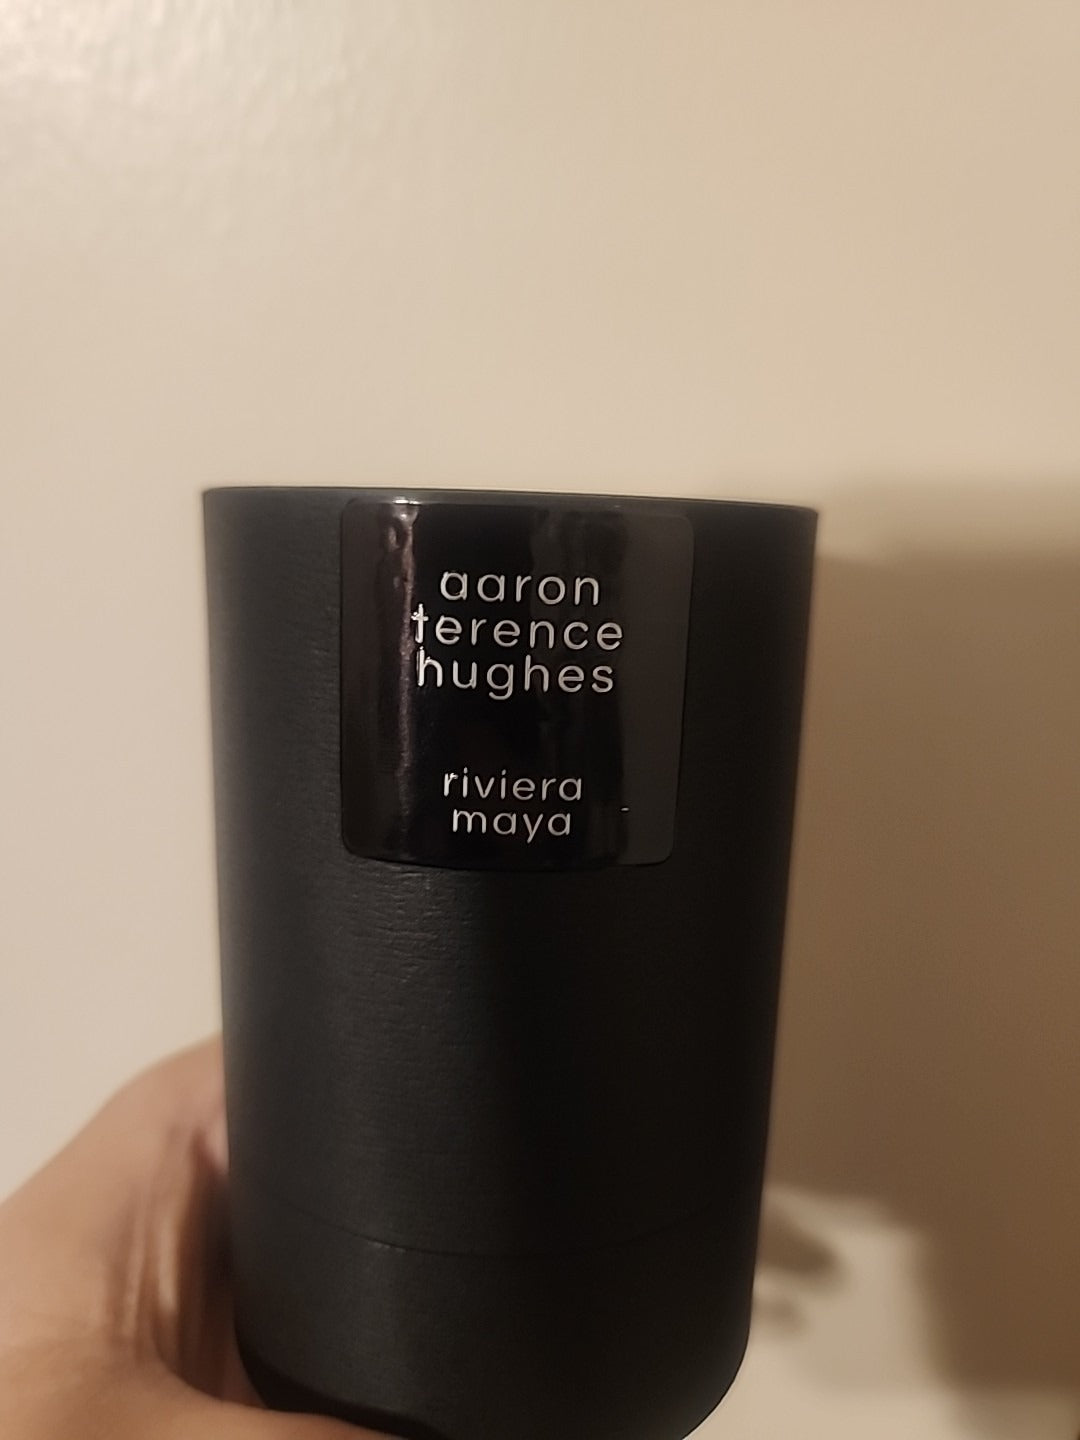 aaron
terence
hughes
riviera
maya